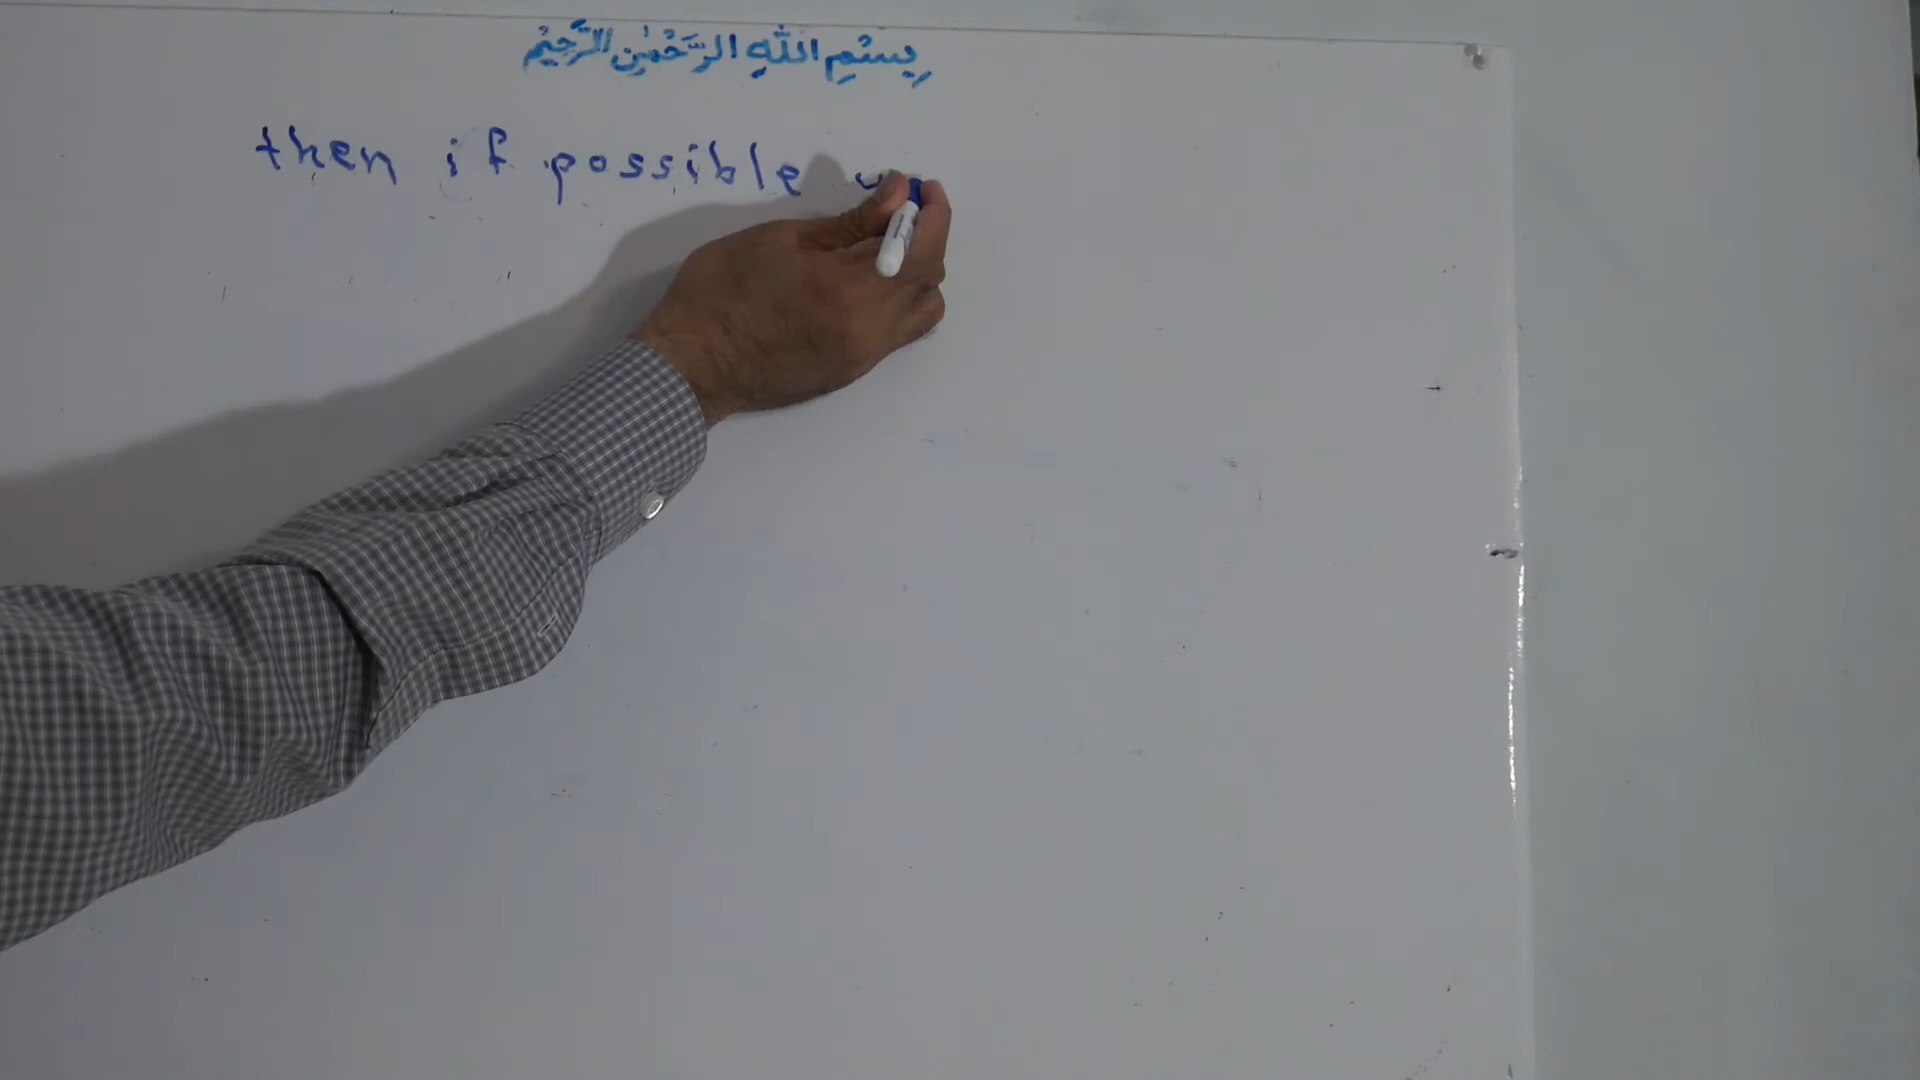 بِسْمِ اللَّهِ الرَّحْمٰنِ الرَّحِيْمِ
then if possible